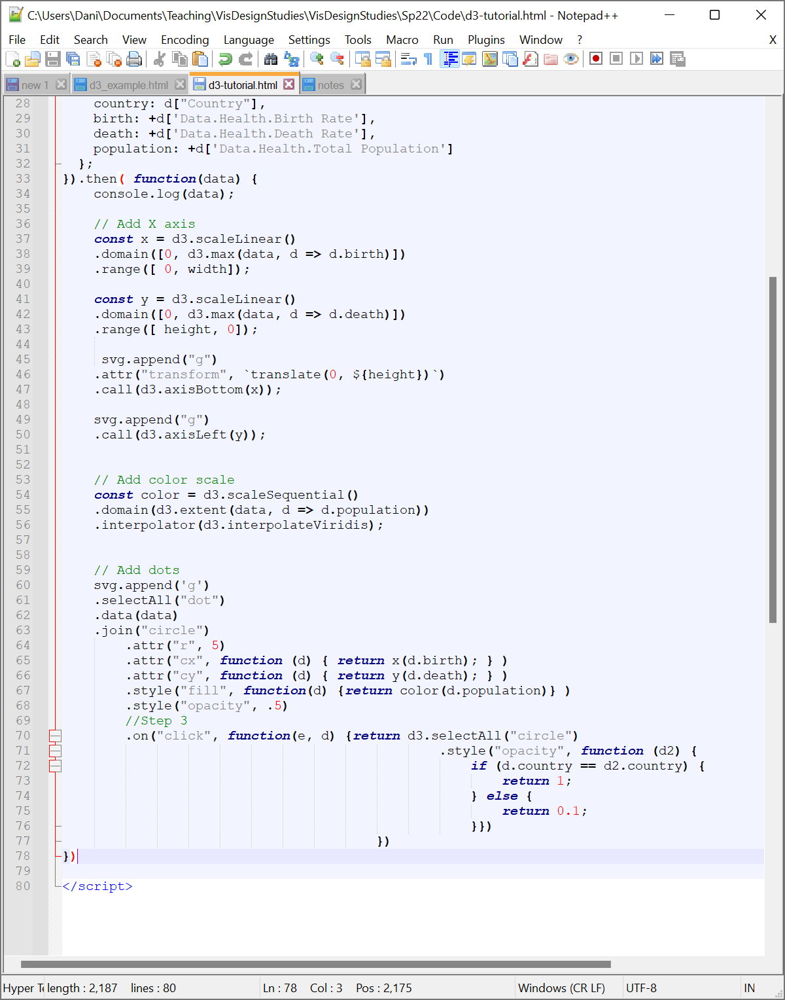 C:\Users\Dani\Documents\Teaching\VisDesignStudies\VisDesignStudies\Sp22\Code\d3-tutorial.html - Notepad++
File Edit Search View Encoding Language Settings Tools Macro Run Plugins Window ? X
new 1 d3_example.html d3-tutorial.html notes
28 country: d["Country"],
29 birth: +d['Data.Health.Birth Rate'],
30 death: +d['Data.Health.Death Rate'],
31 population: +d['Data.Health.Total Population']
32 };
33 }).then( function(data) {
34 console.log(data);
35
36 // Add X axis
37 const x = d3.scaleLinear()
38 .domain([0, d3.max(data, d => d.birth)])
39 .range([ 0, width]);
40
41 const y = d3.scaleLinear()
42 .domain([0, d3.max(data, d => d.death)])
43 .range([ height, 0]);
44
45 svg.append("g")
46 .attr("transform", `translate(0, ${height})`)
47 .call(d3.axisBottom(x));
48
49 svg.append("g")
50 .call(d3.axisLeft(y));
51
52
53 // Add color scale
54 const color = d3.scaleSequential()
55 .domain(d3.extent(data, d => d.population))
56 .interpolator(d3.interpolateViridis);
57
58
59 // Add dots
60 svg.append('g')
61 .selectAll("dot")
62 .data(data)
63 .join("circle")
64 .attr("r", 5)
65 .attr("cx", function (d) { return x(d.birth); } )
66 .attr("cy", function (d) { return y(d.death); } )
67 .style("fill", function(d) {return color(d.population)} )
68 .style("opacity", .5)
69 //Step 3
70 .on("click", function(e, d) {return d3.selectAll("circle")
71 .style("opacity", function (d2) {
72 if (d.country == d2.country) {
73 return 1;
74 } else {
75 return 0.1;
76 }})
77 })
78 })
79
80 </script>
Hyper Te length : 2,187 lines : 80 Ln : 78 Col : 3 Pos : 2,175 Windows (CR LF) UTF-8 IN